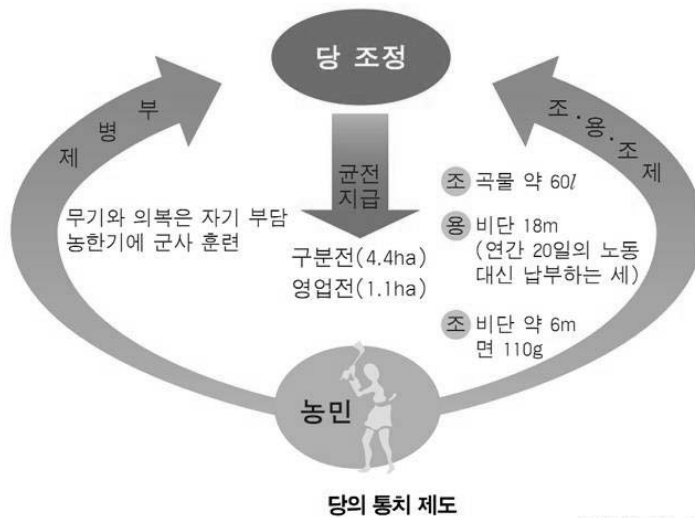 당 조정
부병제
조·용·조제
균전
지급
무기와 의복은 자기 부담
농한기에 군사 훈련
구분전(4.4ha)
영업전(1.1ha)
조 곡물 약 60l
용 비단 18m
(연간 20일의 노동
대신 납부하는 세)
조 비단 약 6m
면 110g
농민
당의 통치 제도